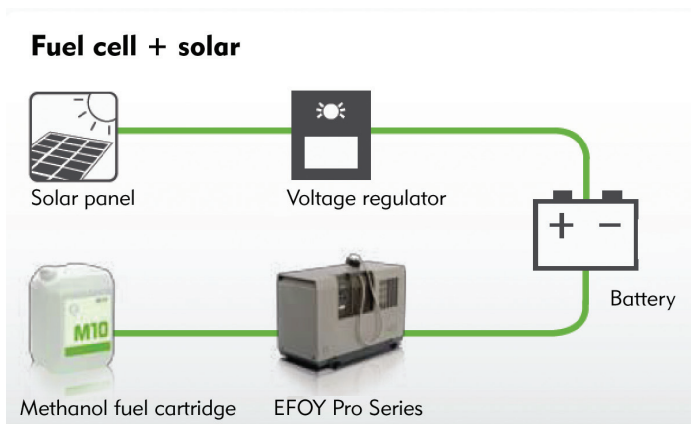 Fuel cell + solar
Solar panel
Voltage regulator
+ −
Battery
M10
Methanol fuel cartridge
EFOY Pro Series